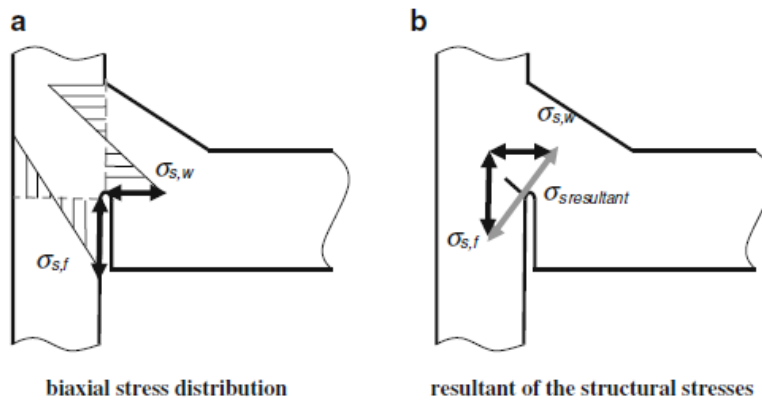 a
b
σs,w
σs,f
σs,w
σs resultant
σs,f
biaxial stress distribution
resultant of the structural stresses